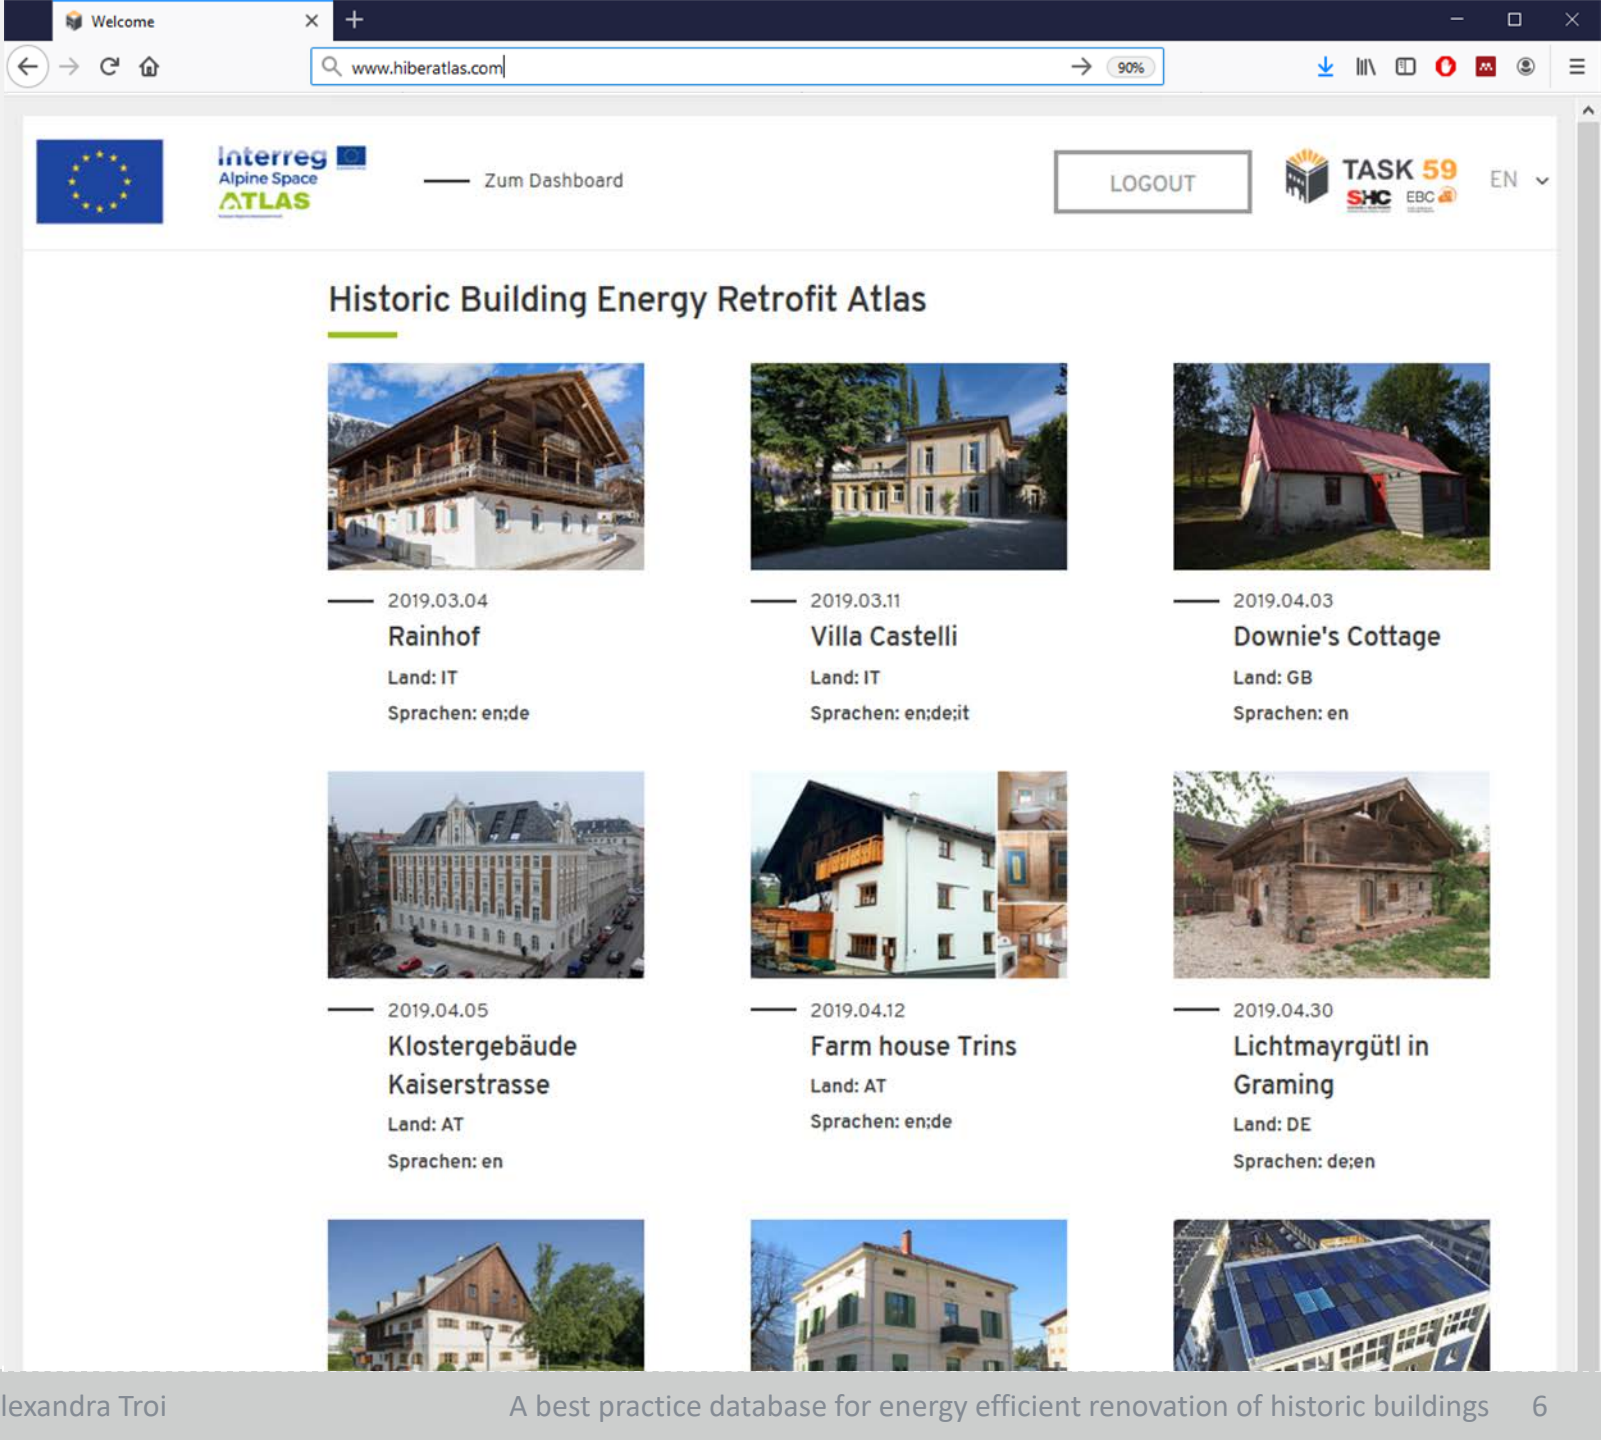 Welcome
www.hiberatlas.com
90%
Interreg
Alpine Space
ATLAS
Zum Dashboard
LOGOUT
TASK 59
SHC EBC
EN
Historic Building Energy Retrofit Atlas
2019.03.04
Rainhof
Land: IT
Sprachen: en;de
2019.03.11
Villa Castelli
Land: IT
Sprachen: en;de;it
2019.04.03
Downie's Cottage
Land: GB
Sprachen: en
2019.04.05
Klostergebäude
Kaiserstrasse
Land: AT
Sprachen: en
2019.04.12
Farm house Trins
Land: AT
Sprachen: en;de
2019.04.30
Lichtmayrgütl in
Graming
Land: DE
Sprachen: de;en
lexandra Troi
A best practice database for energy efficient renovation of historic buildings 6